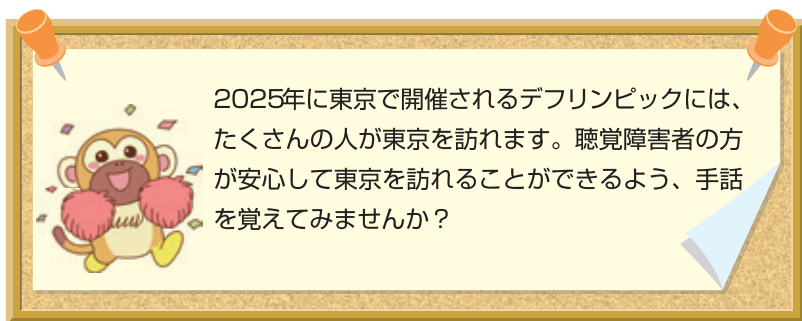 2025年に東京で開催されるデフリンピックには、
たくさんの人が東京を訪れます。聴覚障害者の方
が安心して東京を訪れることができるよう、手話
を覚えてみませんか？